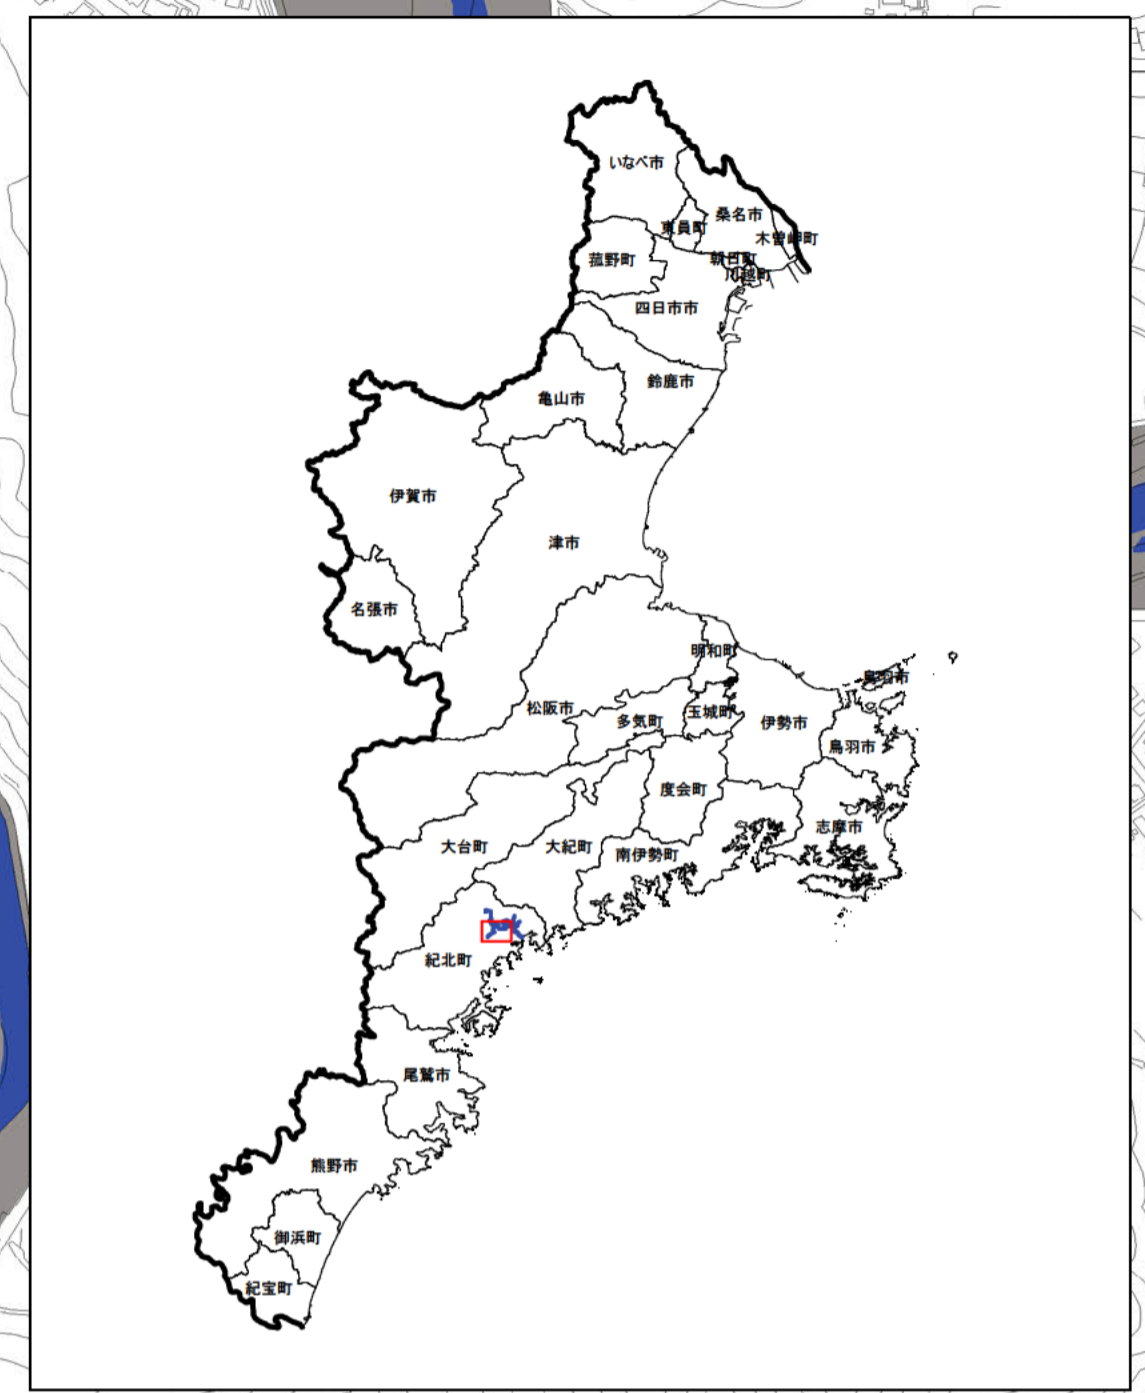 いなべ市
桑名市
東員町
木曽岬町
菰野町
朝日町
川越町
四日市市
鈴鹿市
亀山市
伊賀市
津市
名張市
明和町
鳥羽市
松阪市
多気町
玉城町
伊勢市
鳥羽市
度会町
志摩市
大台町
大紀町
南伊勢町
紀北町
尾鷲市
熊野市
御浜町
紀宝町